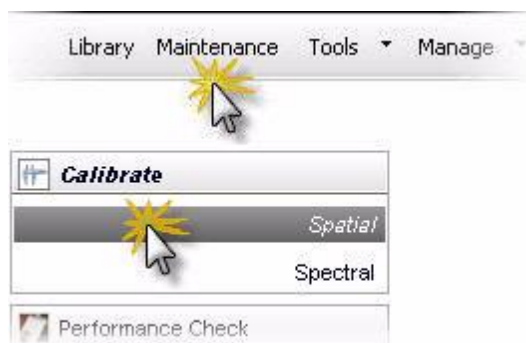 Library Maintenance Tools Manage
Calibrate
Spatial
Spectral
Performance Check